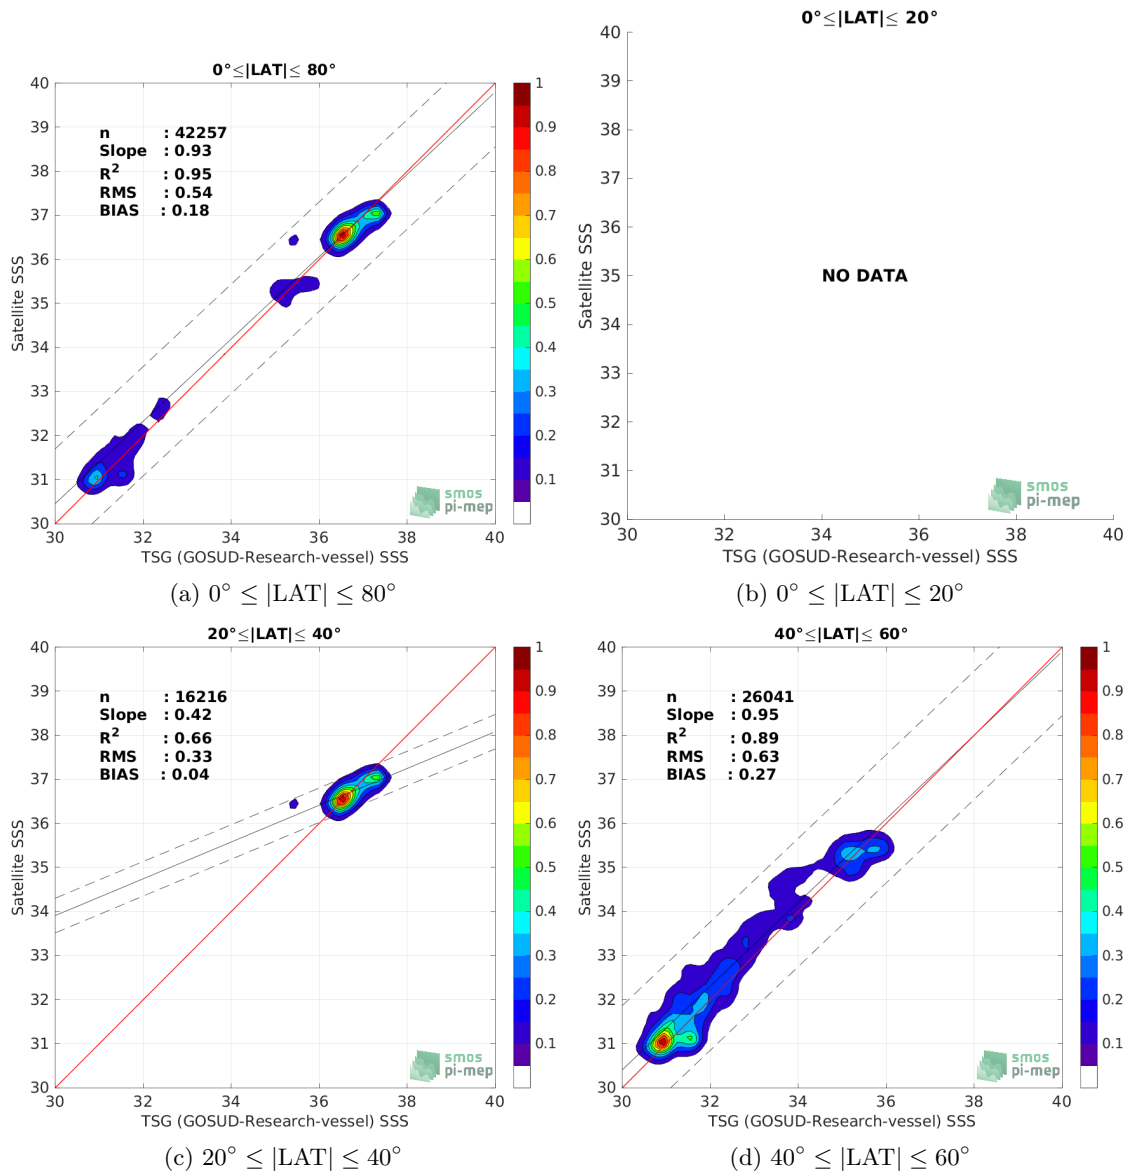 0°≤|LAT|≤ 80°
40
39
38
37
36
35
34
33
32
31
30
Satellite SSS
n : 42257
Slope : 0.93
R² : 0.95
RMS : 0.54
BIAS : 0.18
smos
pi-mep
30 32 34 36 38 40
TSG (GOSUD-Research-vessel) SSS
1
0.9
0.8
0.7
0.6
0.5
0.4
0.3
0.2
0.1
(a) 0° ≤ |LAT| ≤ 80°
0°≤|LAT|≤ 20°
40
39
38
37
36
35
34
33
32
31
30
Satellite SSS
NO DATA
smos
pi-mep
30 32 34 36 38 40
TSG (GOSUD-Research-vessel) SSS
(b) 0° ≤ |LAT| ≤ 20°
20°≤|LAT|≤ 40°
40
39
38
37
36
35
34
33
32
31
30
Satellite SSS
n : 16216
Slope : 0.42
R² : 0.66
RMS : 0.33
BIAS : 0.04
smos
pi-mep
30 32 34 36 38 40
TSG (GOSUD-Research-vessel) SSS
1
0.9
0.8
0.7
0.6
0.5
0.4
0.3
0.2
0.1
(c) 20° ≤ |LAT| ≤ 40°
40°≤|LAT|≤ 60°
40
39
38
37
36
35
34
33
32
31
30
Satellite SSS
n : 26041
Slope : 0.95
R² : 0.89
RMS : 0.63
BIAS : 0.27
smos
pi-mep
30 32 34 36 38 40
TSG (GOSUD-Research-vessel) SSS
1
0.9
0.8
0.7
0.6
0.5
0.4
0.3
0.2
0.1
(d) 40° ≤ |LAT| ≤ 60°